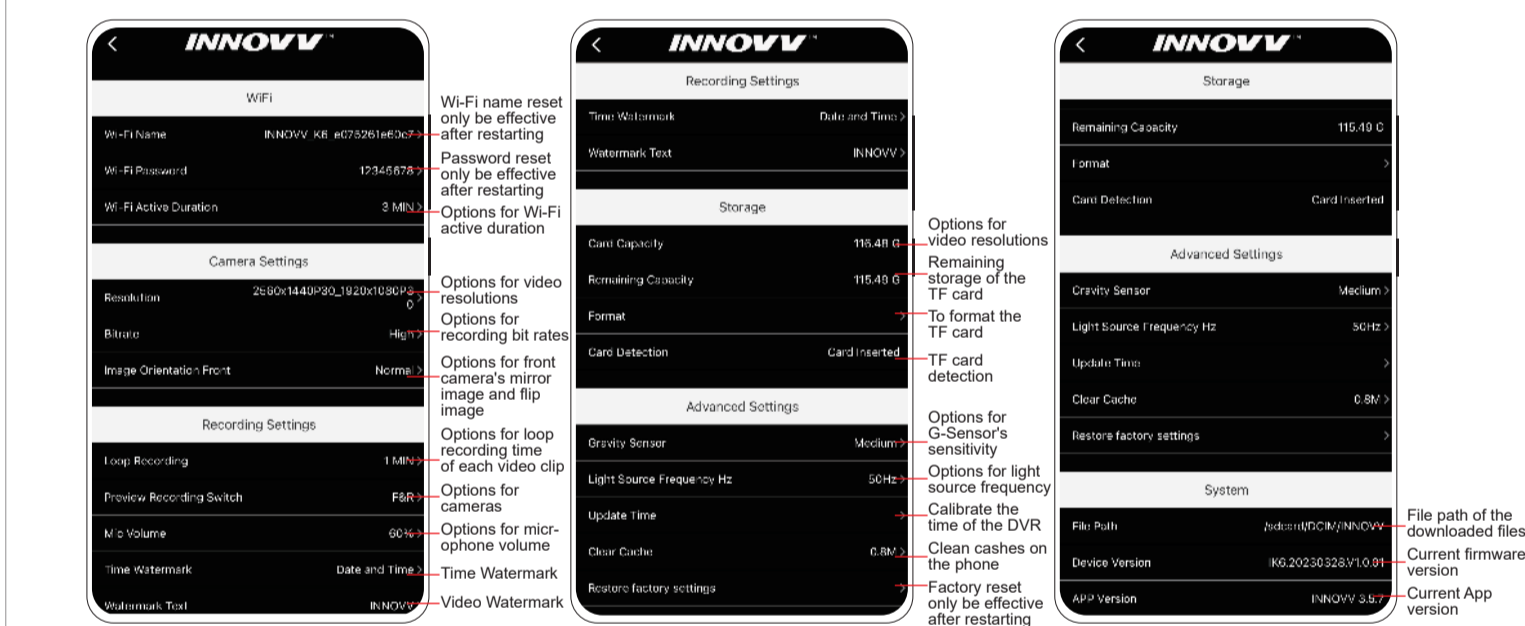 INNOVV™
WiFi
Wi-Fi Name INNOVV_K6_e075261e60c7
Wi-Fi Password 12345678
Wi-Fi Active Duration 3 MIN
Camera Settings
Resolution 2560x1440P30_1920x1080P3
0
Bitrate High
Image Orientation Front Normal
Recording Settings
Loop Recording 1 MIN
Preview Recording Switch F&R
Mic Volume 60%
Time Watermark Date and Time
Watermark Text INNOVV
Wi-Fi name reset
only be effective
after restarting
Password reset
only be effective
after restarting
Options for Wi-Fi
active duration
Options for video
resolutions
Options for
recording bit rates
Options for front
camera's mirror
image and flip
image
Options for loop
recording time
of each video clip
Options for
cameras
Options for micr-
ophone volume
Time Watermark
Video Watermark
INNOVV™
Recording Settings
Time Watermark Date and Time
Watermark Text INNOVV
Storage
Card Capacity 116.48 G
Remaining Capacity 115.49 G
Format
Card Detection Card Inserted
Advanced Settings
Gravity Sensor Medium
Light Source Frequency Hz 50Hz
Update Time
Clear Cache 0.8M
Restore factory settings
Options for
video resolutions
Remaining
storage of the
TF card
To format the
TF card
TF card
detection
Options for
G-Sensor's
sensitivity
Options for light
source frequency
Calibrate the
time of the DVR
Clean cashes on
the phone
Factory reset
only be effective
after restarting
INNOVV™
Storage
Remaining Capacity 115.49 G
Format
Card Detection Card Inserted
Advanced Settings
Gravity Sensor Medium
Light Source Frequency Hz 50Hz
Update Time
Clear Cache 0.8M
Restore factory settings
System
File Path /sdcard/DCIM/INNOVV
Device Version IK6.20230328.V1.0.01
APP Version INNOVV 3.5.7
File path of the
downloaded files
Current firmware
version
Current App
version